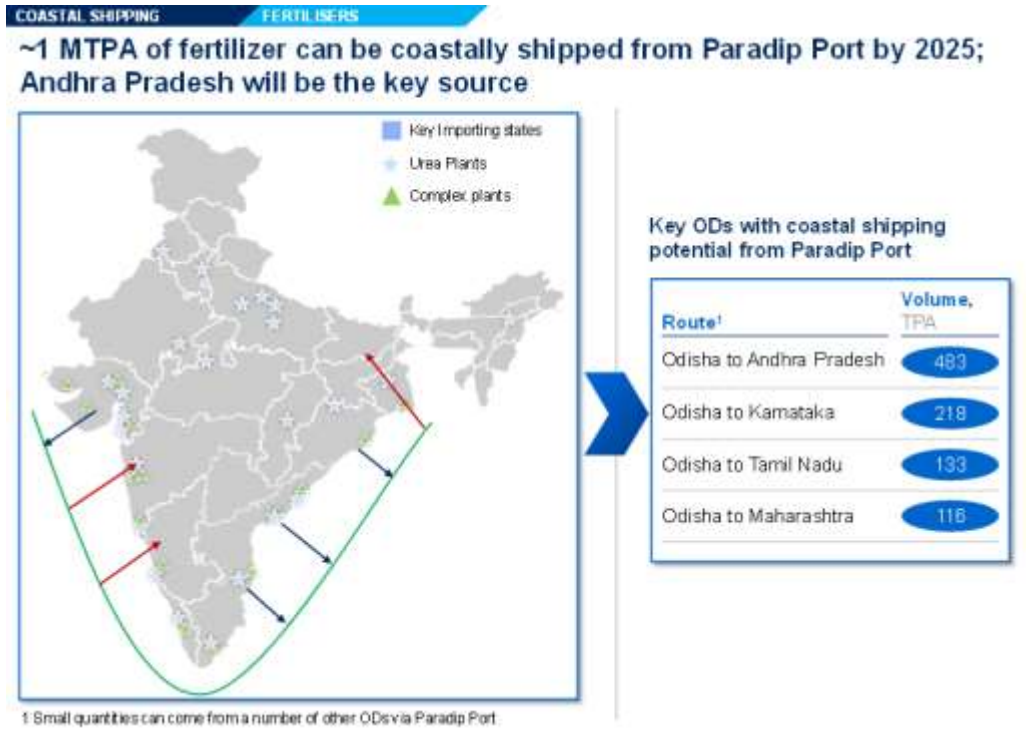 COASTAL SHIPPING
FERTILISERS
~1 MTPA of fertilizer can be coastally shipped from Paradip Port by 2025;
Andhra Pradesh will be the key source
Key Importing states
Urea Plants
Complex plants
Key ODs with coastal shipping
potential from Paradip Port
Route¹ Volume,
TPA
Odisha to Andhra Pradesh 483
Odisha to Karnataka 218
Odisha to Tamil Nadu 133
Odisha to Maharashtra 116
1 Small quantities can come from a number of other ODs via Paradip Port